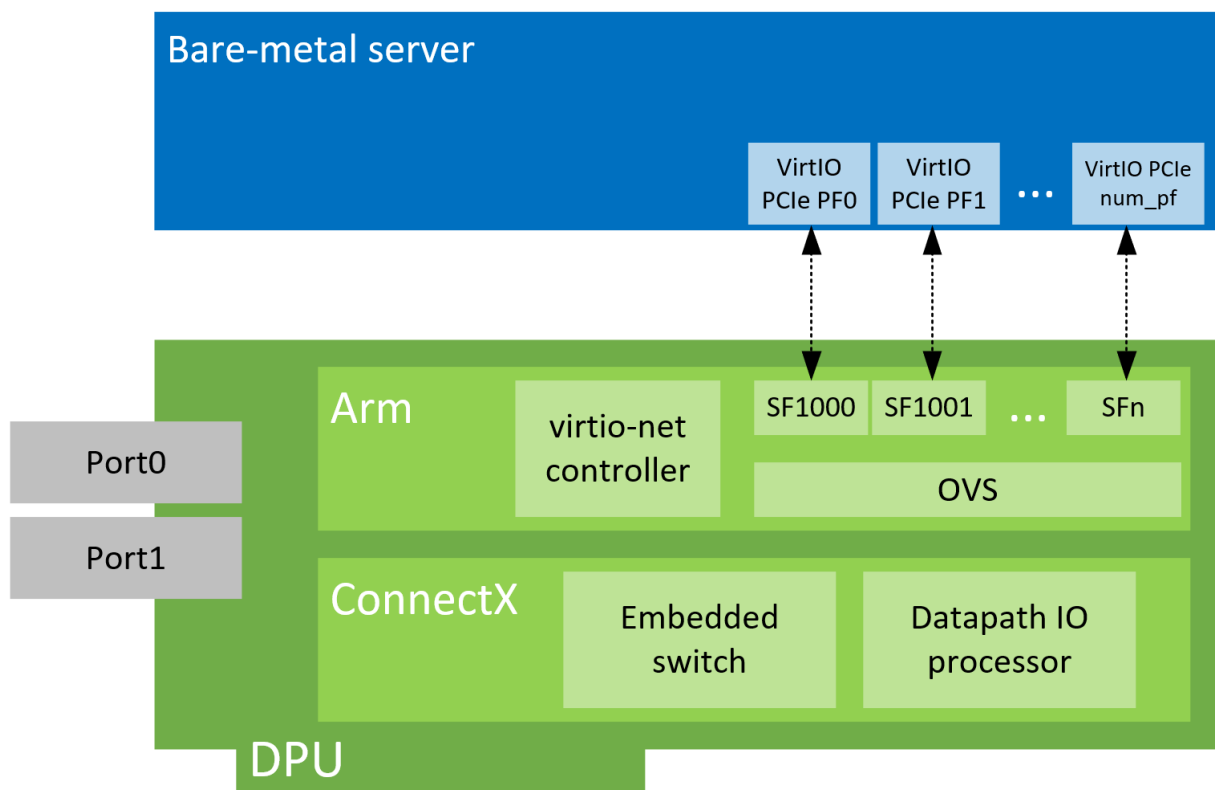 Bare-metal server
VirtIO
PCIe PF0
VirtIO
PCIe PF1
...
VirtIO PCIe
num_pf
Arm
virtio-net
controller
SF1000
SF1001
...
SFn
OVS
Port0
Port1
ConnectX
Embedded
switch
Datapath IO
processor
DPU